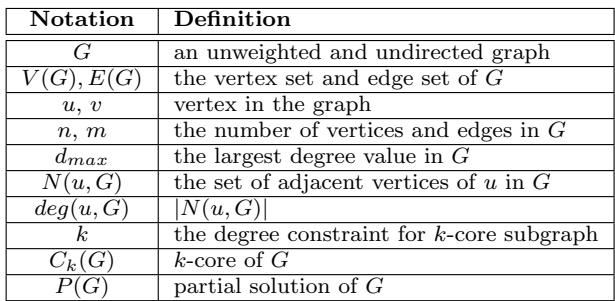 Notation Definition
G an unweighted and undirected graph
V(G), E(G) the vertex set and edge set of G
u, v vertex in the graph
n, m the number of vertices and edges in G
d_{max} the largest degree value in G
N(u, G) the set of adjacent vertices of u in G
deg(u, G) |N(u, G)|
k the degree constraint for k-core subgraph
C_k(G) k-core of G
P(G) partial solution of G